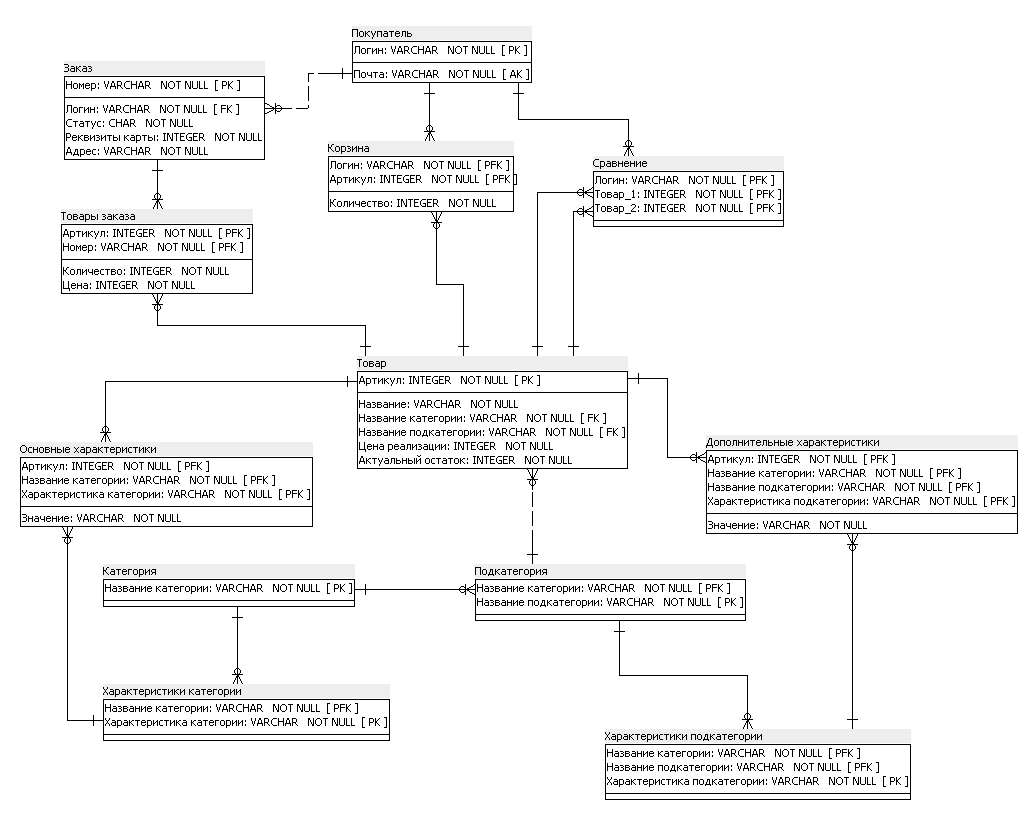 Покупатель
Логин: VARCHAR NOT NULL [ PK ]
Почта: VARCHAR NOT NULL [ AK ]
Заказ
Номер: VARCHAR NOT NULL [ PK ]
Логин: VARCHAR NOT NULL [ FK ]
Статус: CHAR NOT NULL
Реквизиты карты: INTEGER NOT NULL
Адрес: VARCHAR NOT NULL
Корзина
Логин: VARCHAR NOT NULL [ PFK ]
Артикул: INTEGER NOT NULL [ PFK ]
Количество: INTEGER NOT NULL
Сравнение
Логин: VARCHAR NOT NULL [ PFK ]
Товар_1: INTEGER NOT NULL [ PFK ]
Товар_2: INTEGER NOT NULL [ PFK ]
Товары заказа
Артикул: INTEGER NOT NULL [ PFK ]
Номер: VARCHAR NOT NULL [ PFK ]
Количество: INTEGER NOT NULL
Цена: INTEGER NOT NULL
Товар
Артикул: INTEGER NOT NULL [ PK ]
Название: VARCHAR NOT NULL
Название категории: VARCHAR NOT NULL [ FK ]
Название подкатегории: VARCHAR NOT NULL [ FK ]
Цена реализации: INTEGER NOT NULL
Актуальный остаток: INTEGER NOT NULL
Основные характеристики
Артикул: INTEGER NOT NULL [ PFK ]
Название категории: VARCHAR NOT NULL [ PFK ]
Характеристика категории: VARCHAR NOT NULL [ PFK ]
Значение: VARCHAR NOT NULL
Дополнительные характеристики
Артикул: INTEGER NOT NULL [ PFK ]
Название категории: VARCHAR NOT NULL [ PFK ]
Название подкатегории: VARCHAR NOT NULL [ PFK ]
Характеристика подкатегории: VARCHAR NOT NULL [ PFK ]
Значение: VARCHAR NOT NULL
Категория
Название категории: VARCHAR NOT NULL [ PK ]
Подкатегория
Название категории: VARCHAR NOT NULL [ PFK ]
Название подкатегории: VARCHAR NOT NULL [ PK ]
Характеристики категории
Название категории: VARCHAR NOT NULL [ PFK ]
Характеристика категории: VARCHAR NOT NULL [ PK ]
Характеристики подкатегории
Название категории: VARCHAR NOT NULL [ PFK ]
Название подкатегории: VARCHAR NOT NULL [ PFK ]
Характеристика подкатегории: VARCHAR NOT NULL [ PK ]